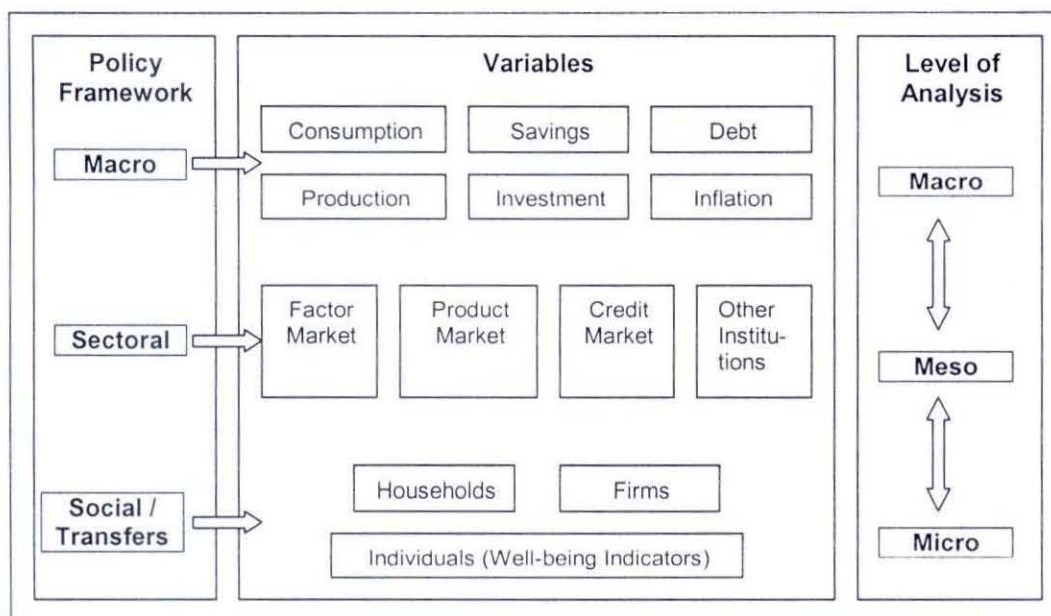 Policy
Framework
Macro
Sectoral
Social /
Transfers
Variables
Consumption
Savings
Debt
Production
Investment
Inflation
Factor
Market
Product
Market
Credit
Market
Other
Institu-
tions
Households
Firms
Individuals (Well-being Indicators)
Level of
Analysis
Macro
Meso
Micro